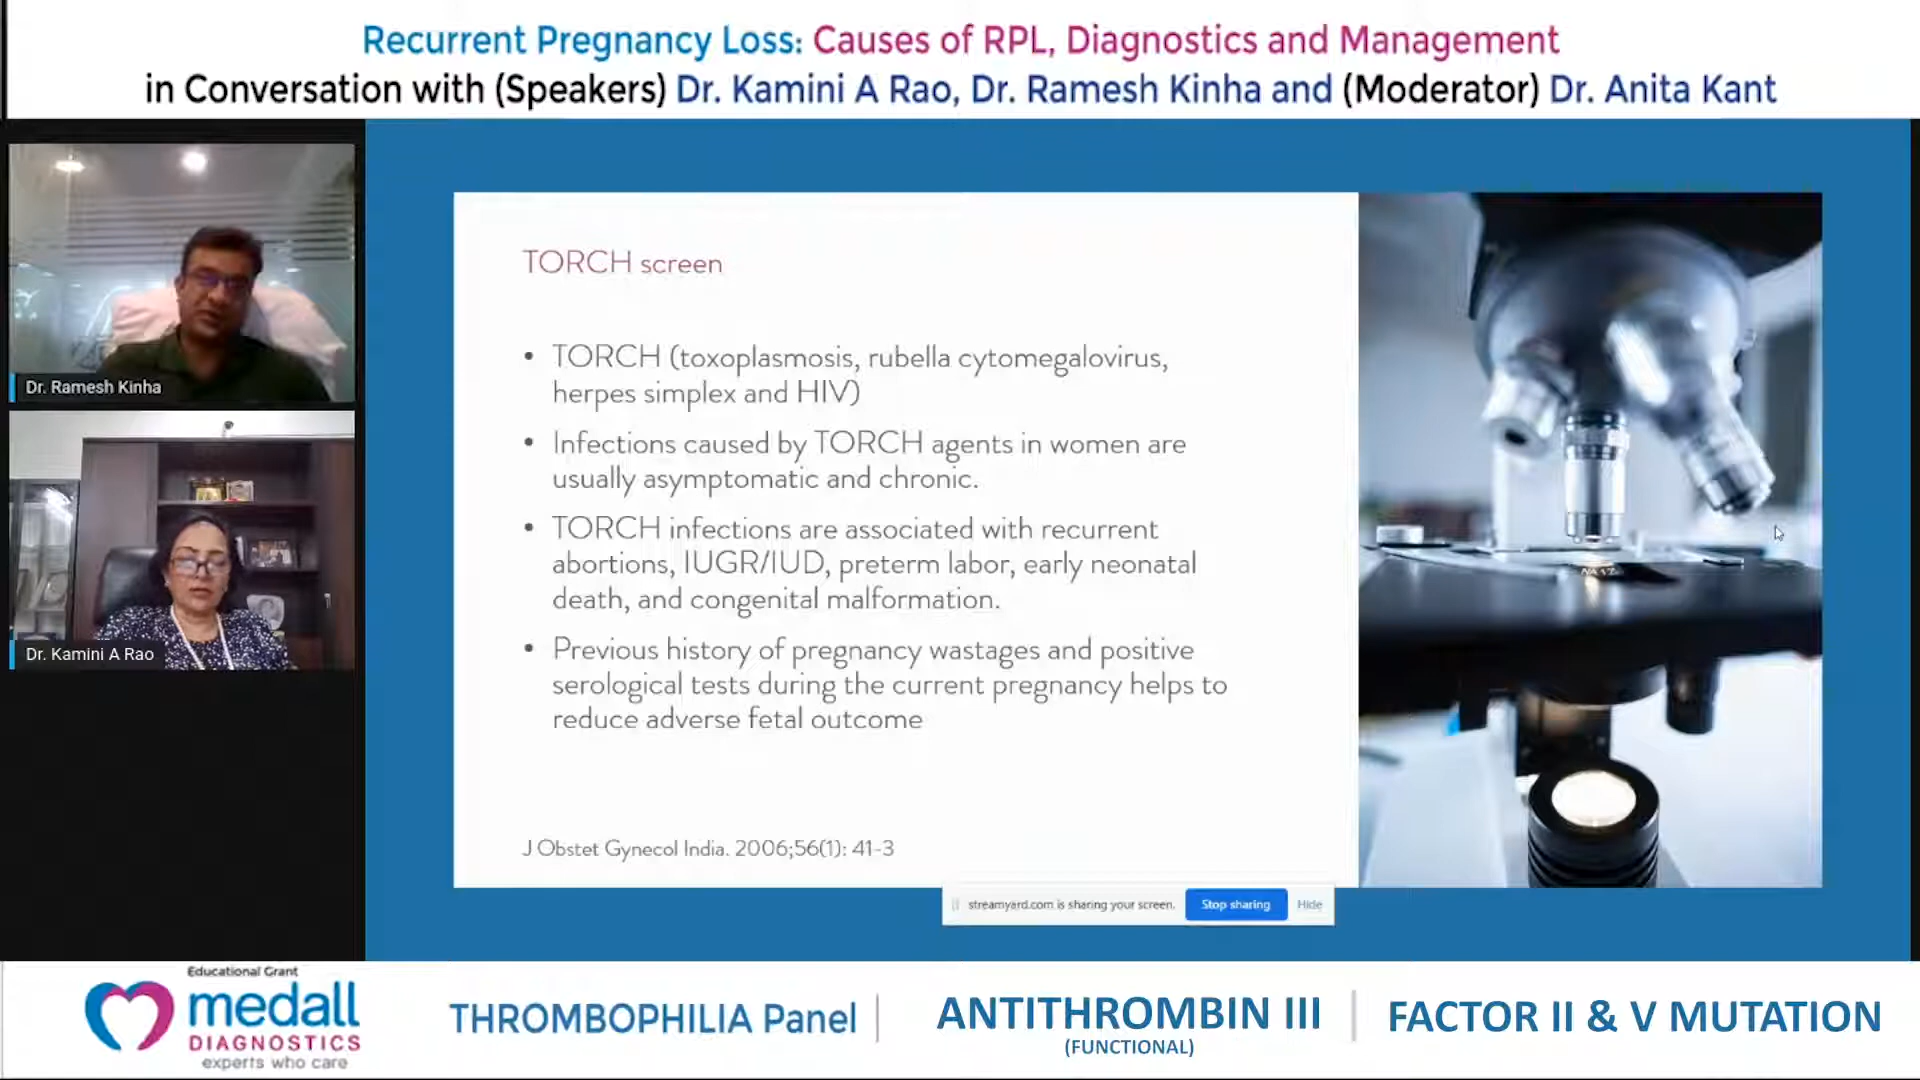 Recurrent Pregnancy Loss: Causes of RPL, Diagnostics and Management
in Conversation with (Speakers) Dr. Kamini A Rao, Dr. Ramesh Kinha and (Moderator) Dr. Anita Kant
Dr. Ramesh Kinha
Dr. Kamini A Rao
TORCH screen
• TORCH (toxoplasmosis, rubella cytomegalovirus,
herpes simplex and HIV)
• Infections caused by TORCH agents in women are
usually asymptomatic and chronic.
• TORCH infections are associated with recurrent
abortions, IUGR/IUD, preterm labor, early neonatal
death, and congenital malformation.
• Previous history of pregnancy wastages and positive
serological tests during the current pregnancy helps to
reduce adverse fetal outcome
J Obstet Gynecol India. 2006;56(1): 41-3
streamyard.com is sharing your screen.
Stop sharing
Hide
Educational Grant
medall
DIAGNOSTICS
experts who care
THROMBOPHILIA Panel
ANTITHROMBIN III
(FUNCTIONAL)
FACTOR II & V MUTATION